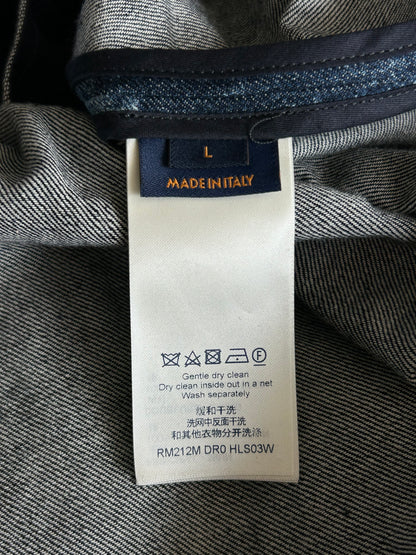 L
MADE IN ITALY
F
Gentle dry clean
Dry clean inside out in a net
Wash separately
缓和干洗
洗网中反面干洗
和其他衣物分开洗涤
RM212M DR0 HLS03W